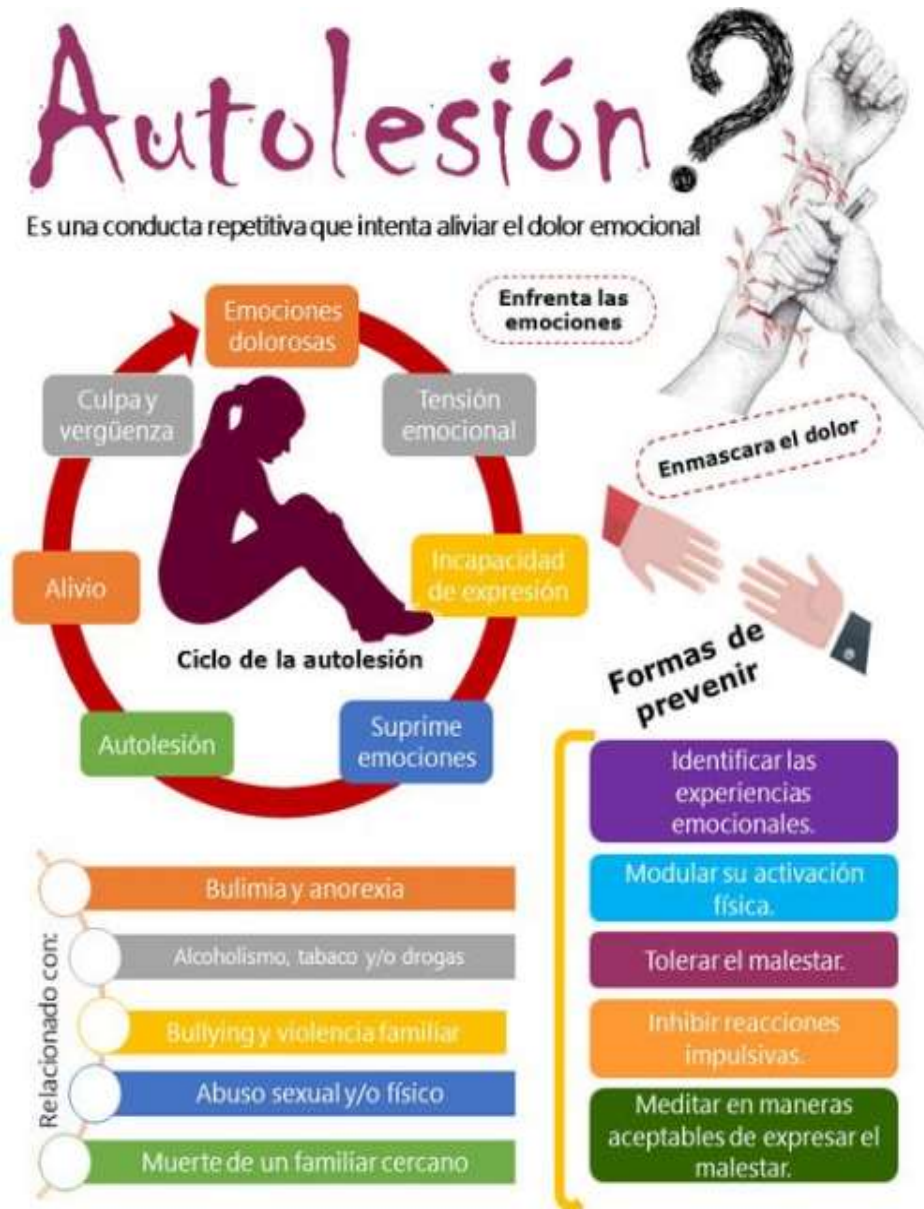 Autolesión?
Es una conducta repetitiva que intenta aliviar el dolor emocional
Enfrenta las
emociones
Emociones
dolorosas
Tensión
emocional
Incapacidad
de expresión
Suprime
emociones
Autolesión
Alivio
Culpa y
vergüenza
Ciclo de la autolesión
Enmascara el dolor
Formas de
prevenir
Identificar las
experiencias
emocionales.
Modular su activación
física.
Tolerar el malestar.
Inhibir reacciones
impulsivas.
Meditar en maneras
aceptables de expresar el
malestar.
Relacionado con:
Bulimia y anorexia
Alcoholismo, tabaco y/o drogas
Bullying y violencia familiar
Abuso sexual y/o físico
Muerte de un familiar cercano